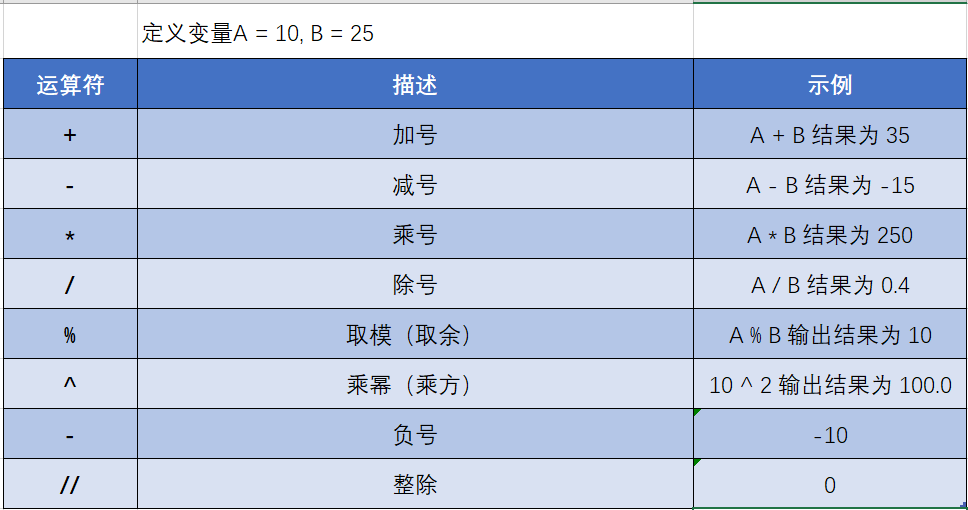 定义变量A = 10, B = 25
运算符 描述 示例
+ 加号 A + B 结果为 35
- 减号 A - B 结果为 -15
* 乘号 A * B 结果为 250
/ 除号 A / B 结果为 0.4
% 取模（取余） A % B 输出结果为 10
^ 乘幂（乘方） 10 ^ 2 输出结果为 100.0
- 负号 -10
// 整除 0